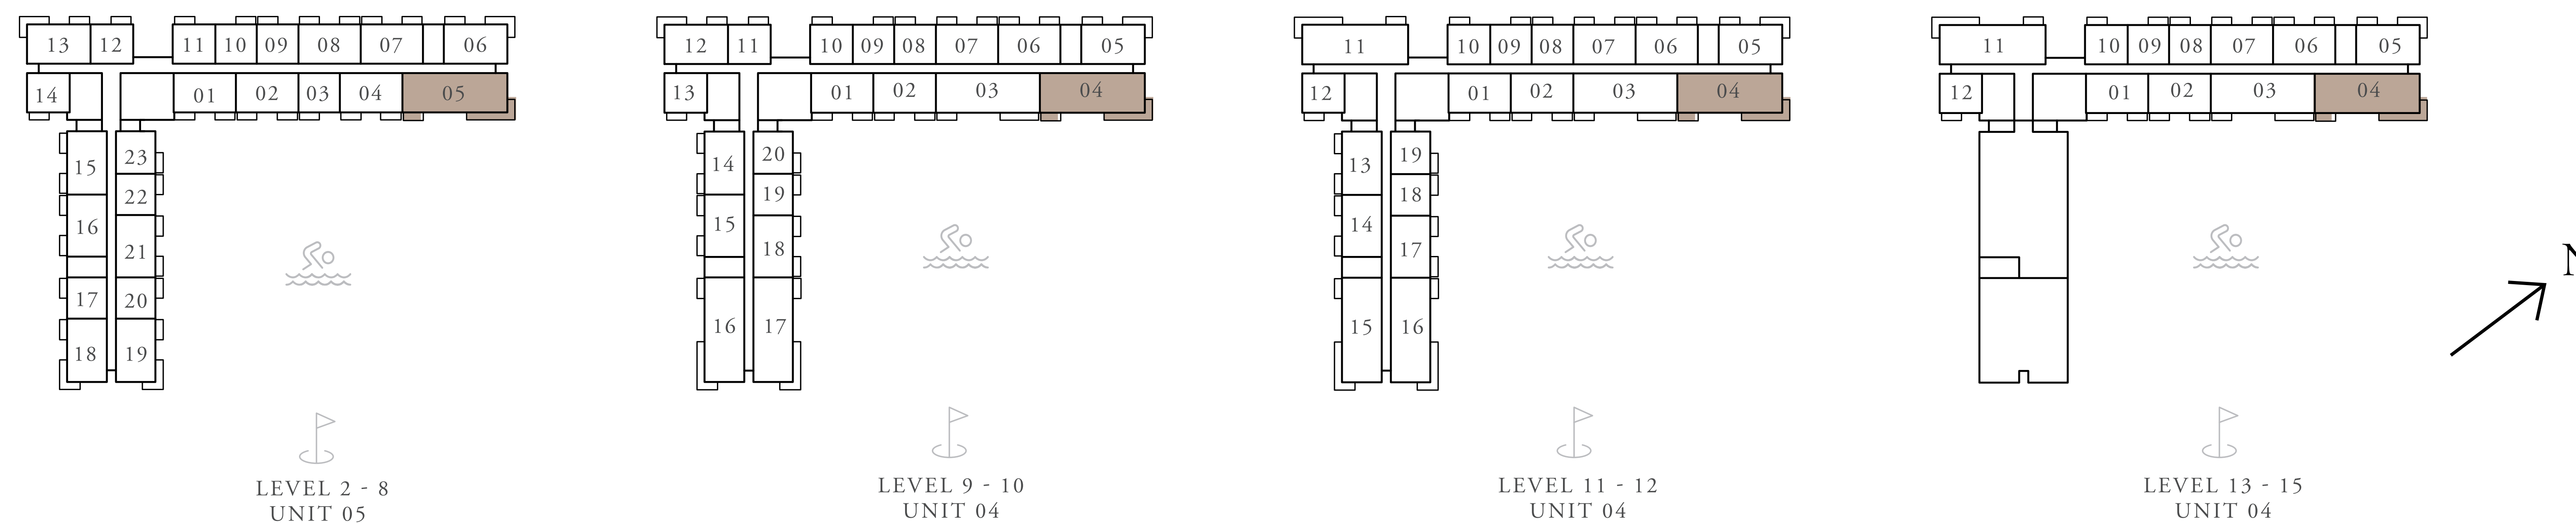 13 12 11 10 09 08 07 06
14 01 02 03 04 05
15 23
22
16
21
17 20
18 19
LEVEL 2 - 8
UNIT 05
12 11 10 09 08 07 06 05
13 01 02 03 04
14 20
19
15
18
16 17
LEVEL 9 - 10
UNIT 04
11 10 09 08 07 06 05
12 01 02 03 04
13 19
18
14
17
15 16
LEVEL 11 - 12
UNIT 04
11 10 09 08 07 06 05
12 01 02 03 04
LEVEL 13 - 15
UNIT 04
N